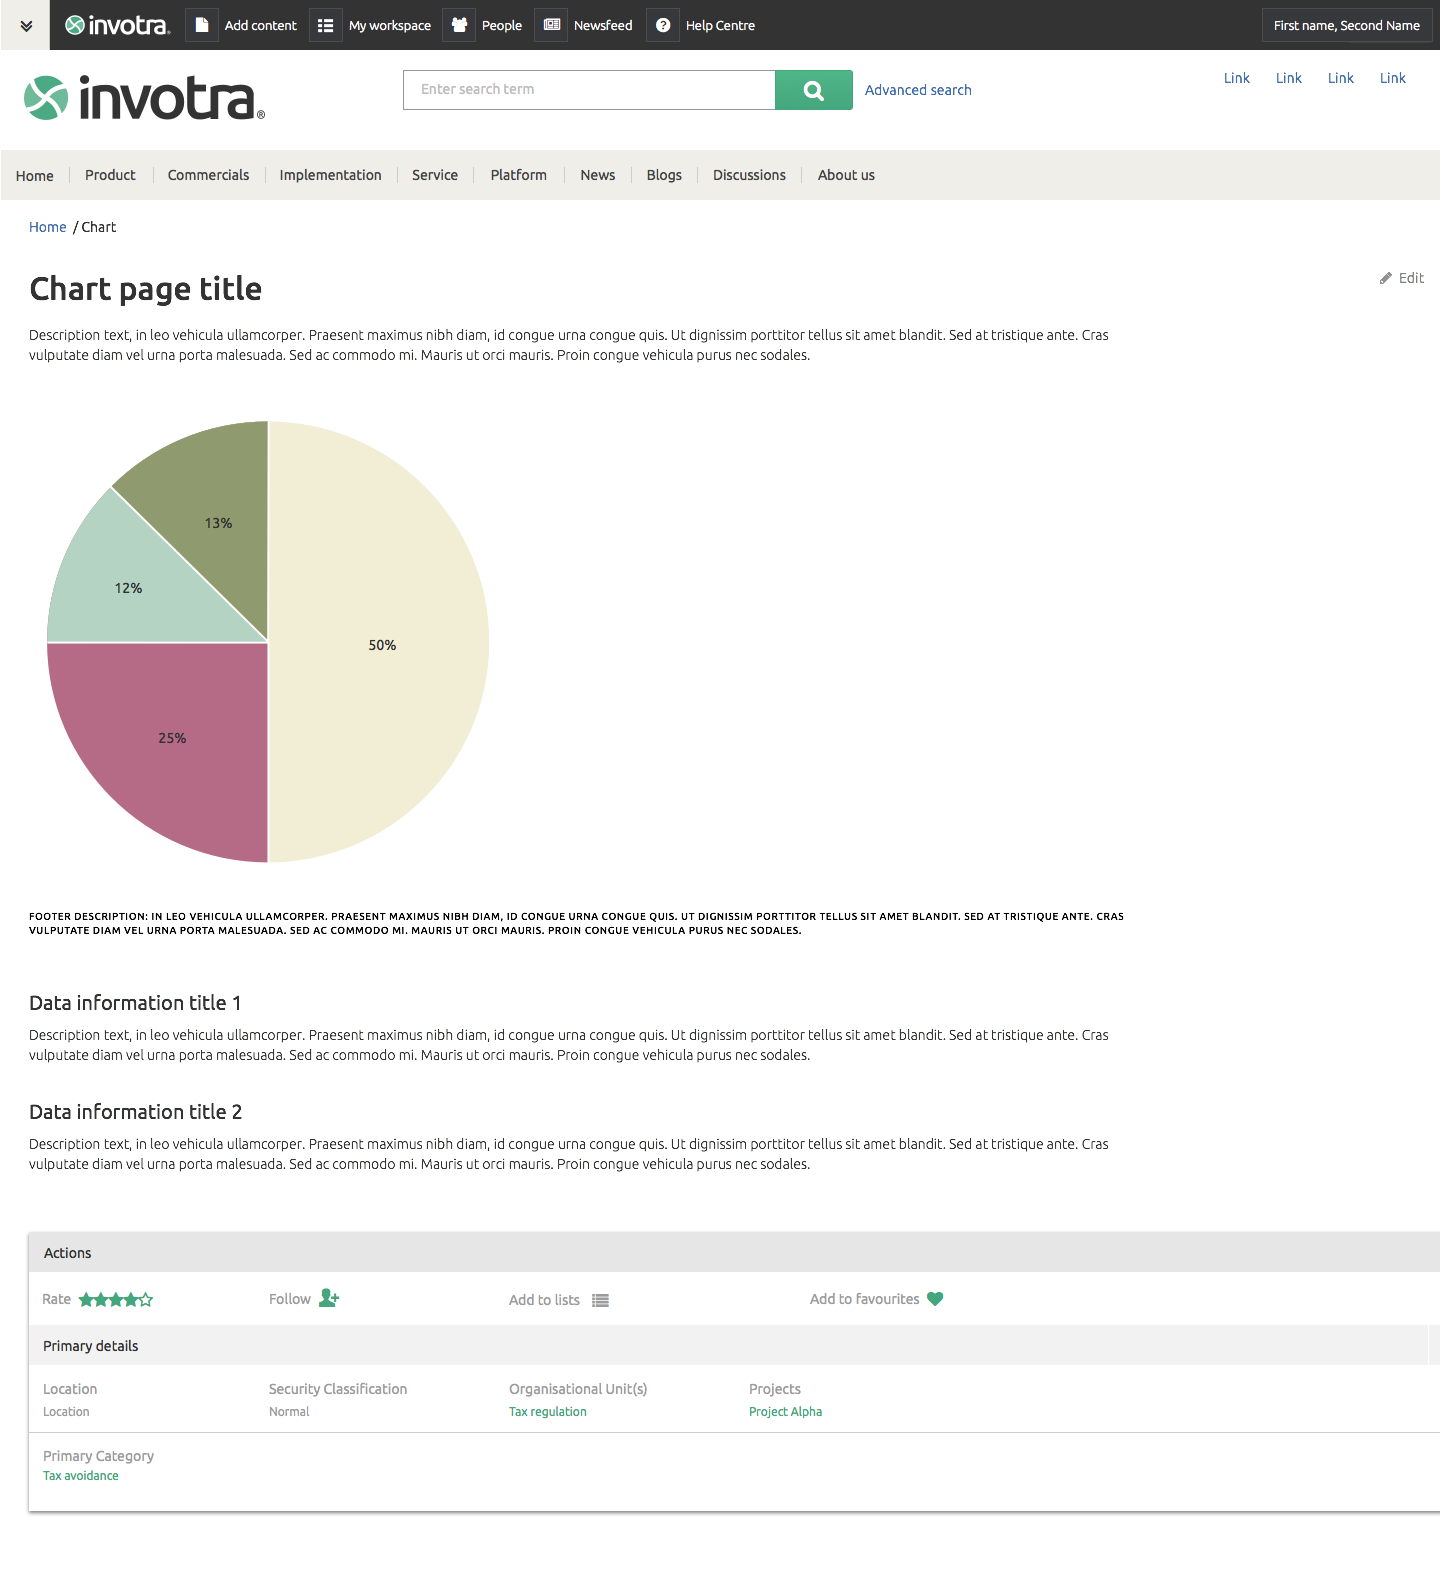 invotra® Add content My workspace People Newsfeed Help Centre First name, Second Name
invotra® Enter search term Advanced search Link Link Link Link
Home Product Commercials Implementation Service Platform News Blogs Discussions About us
Home / Chart
Chart page title Edit
Description text, in leo vehicula ullamcorper. Praesent maximus nibh diam, id congue urna congue quis. Ut dignissim porttitor tellus sit amet blandit. Sed at tristique ante. Cras
vulputate diam vel urna porta malesuada. Sed ac commodo mi. Mauris ut orci mauris. Proin congue vehicula purus nec sodales.
13%
12%
50%
25%
FOOTER DESCRIPTION: IN LEO VEHICULA ULLAMCORPER. PRAESENT MAXIMUS NIBH DIAM, ID CONGUE URNA CONGUE QUIS. UT DIGNISSIM PORTTITOR TELLUS SIT AMET BLANDIT. SED AT TRISTIQUE ANTE. CRAS
VULPUTATE DIAM VEL URNA PORTA MALESUADA. SED AC COMMODO MI. MAURIS UT ORCI MAURIS. PROIN CONGUE VEHICULA PURUS NEC SODALES.
Data information title 1
Description text, in leo vehicula ullamcorper. Praesent maximus nibh diam, id congue urna congue quis. Ut dignissim porttitor tellus sit amet blandit. Sed at tristique ante. Cras
vulputate diam vel urna porta malesuada. Sed ac commodo mi. Mauris ut orci mauris. Proin congue vehicula purus nec sodales.
Data information title 2
Description text, in leo vehicula ullamcorper. Praesent maximus nibh diam, id congue urna congue quis. Ut dignissim porttitor tellus sit amet blandit. Sed at tristique ante. Cras
vulputate diam vel urna porta malesuada. Sed ac commodo mi. Mauris ut orci mauris. Proin congue vehicula purus nec sodales.
Actions
Rate Follow Add to lists Add to favourites
Primary details
Location Security Classification Organisational Unit(s) Projects
Location Normal Tax regulation Project Alpha
Primary Category
Tax avoidance